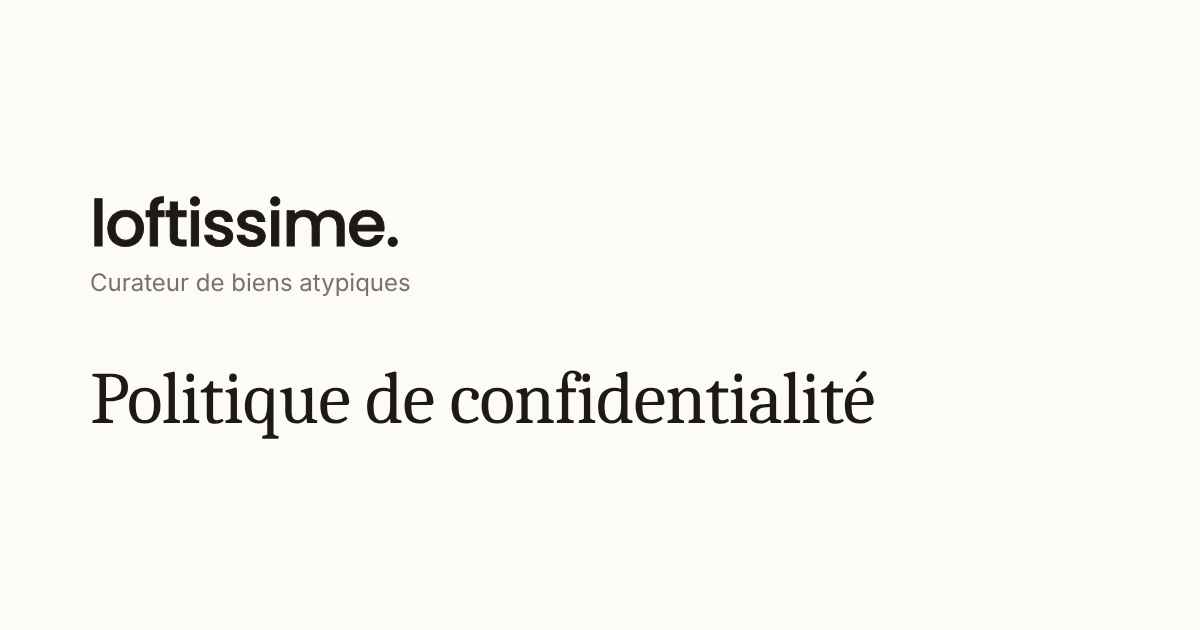 loftissime.
Curateur de biens atypiques
Politique de confidentialité